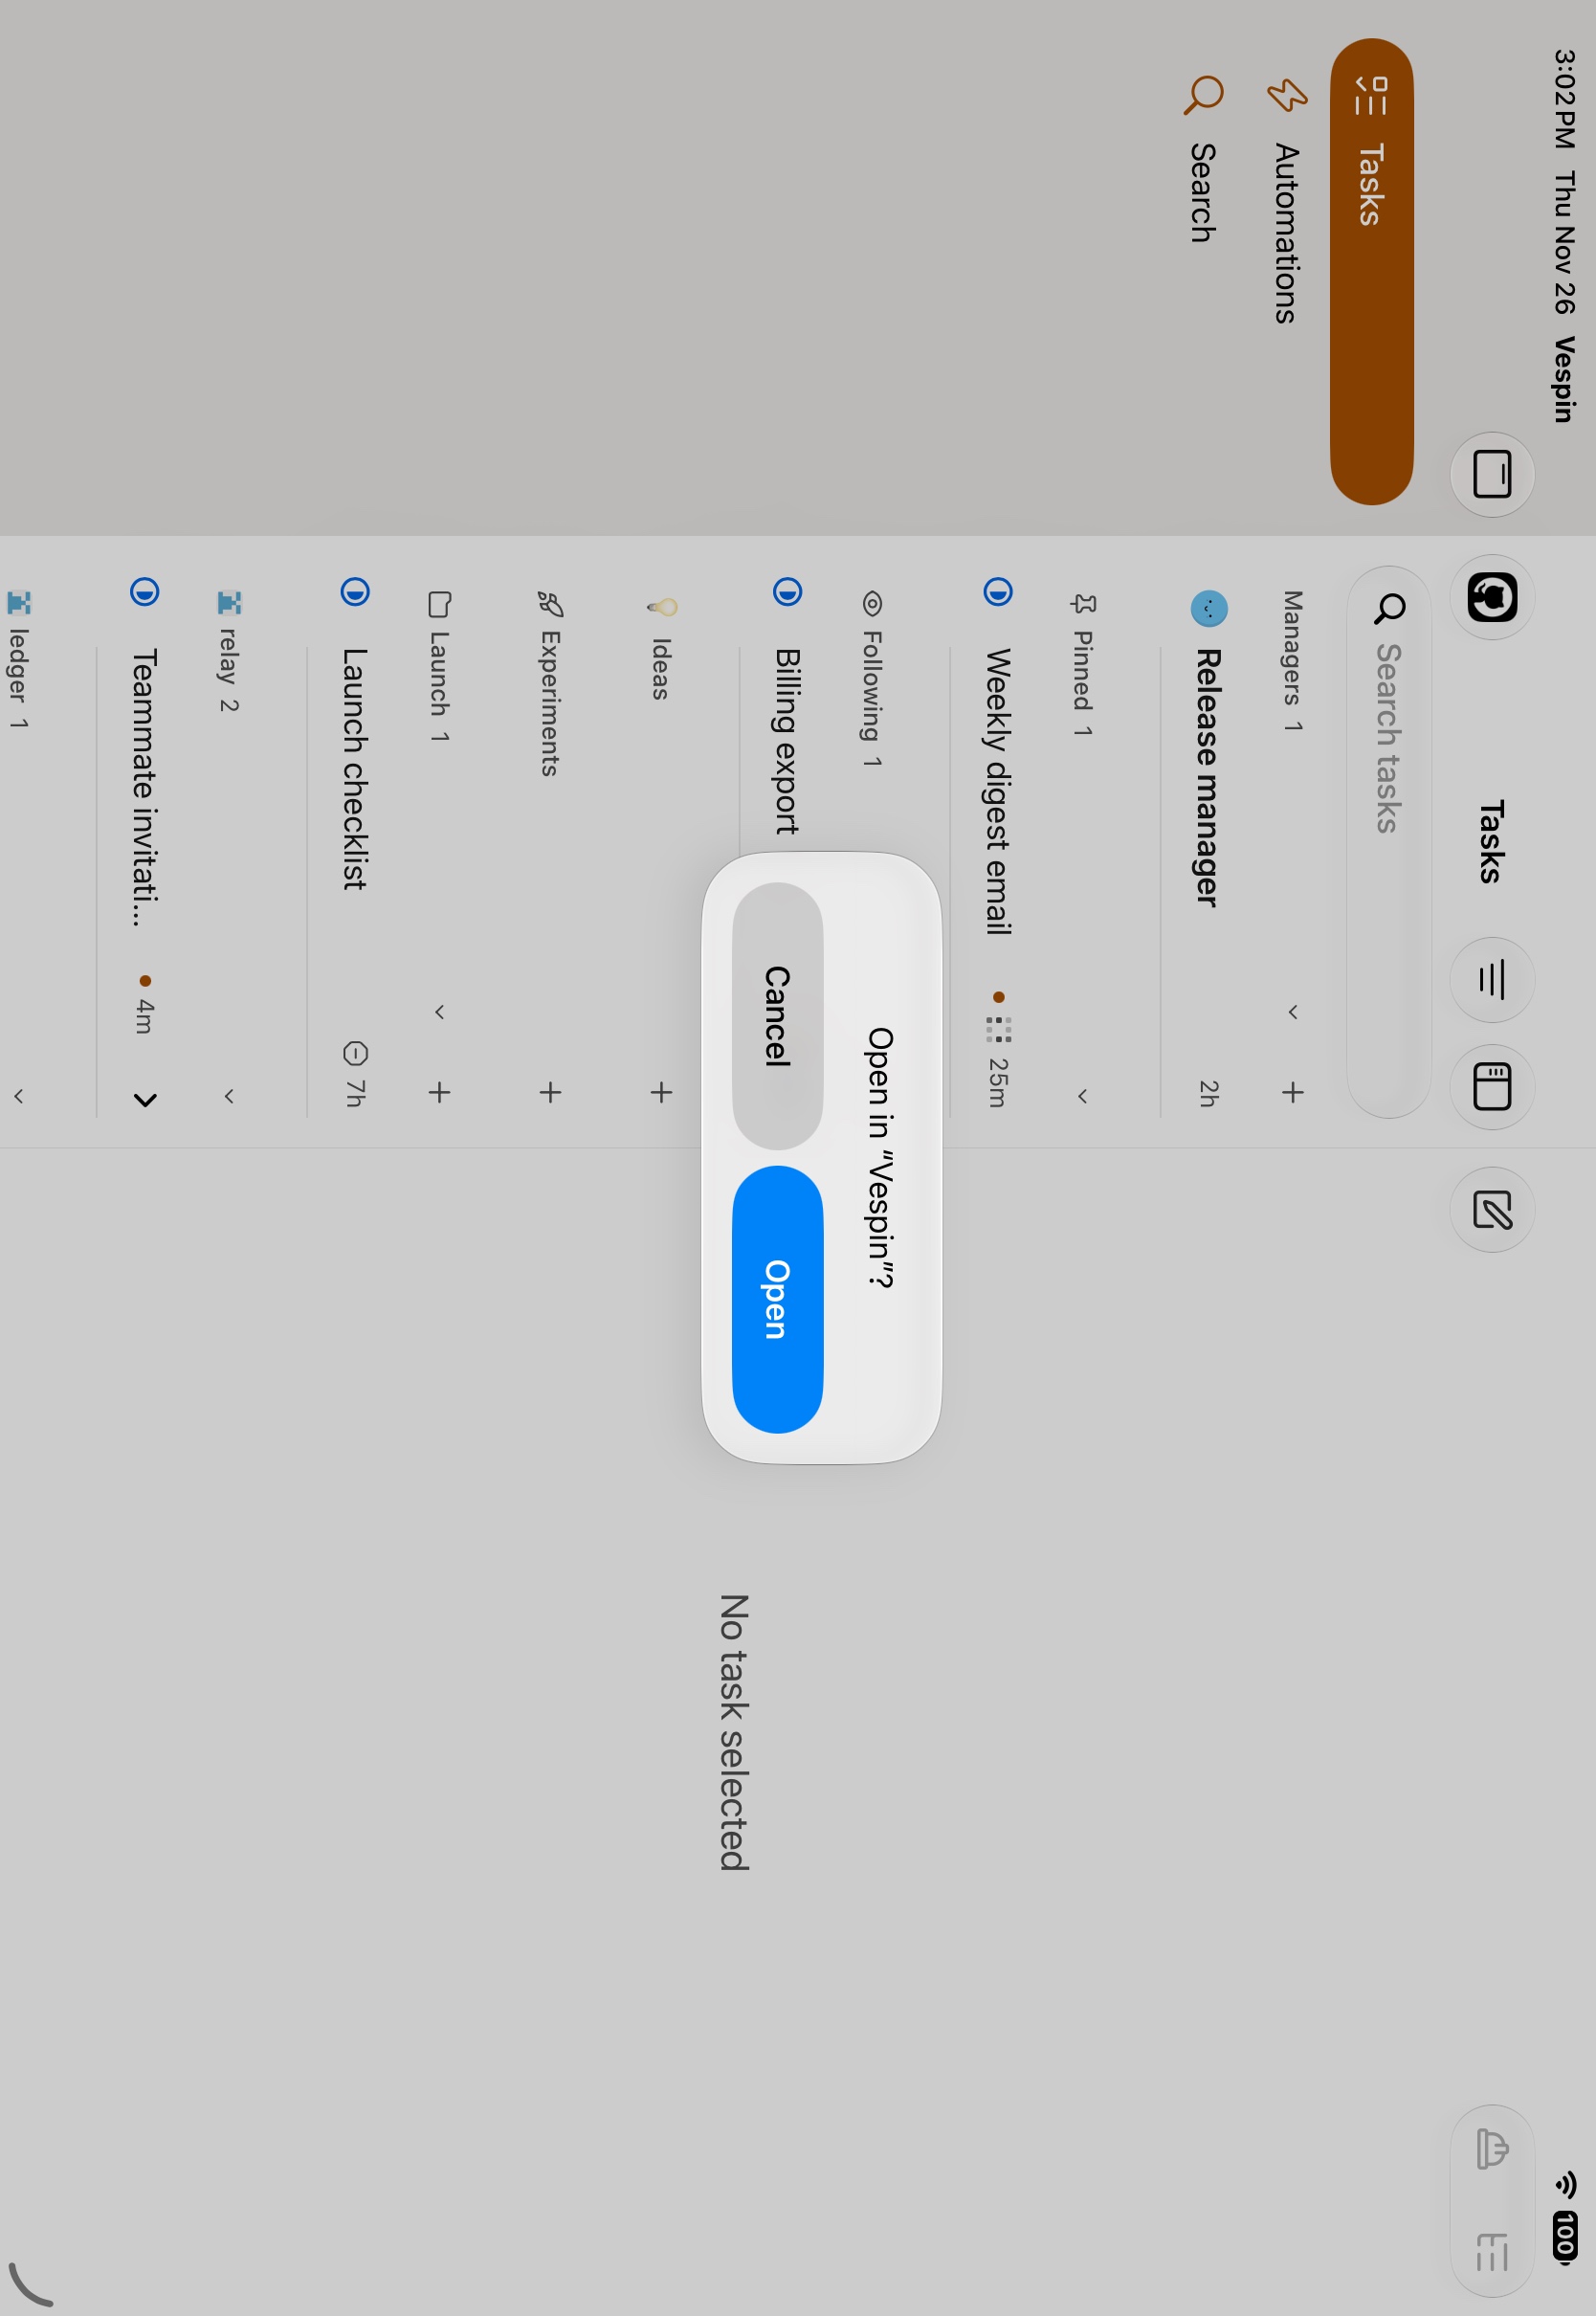 3:02 PM Thu Nov 26 Vespin
100
Tasks
Automations
Search
Tasks
Search tasks
Managers 1
Release manager 2h
Pinned 1
Weekly digest email 25m
Following 1
Billing export
Ideas
Experiments
Launch 1
Launch checklist 7h
relay 2
Teammate invitati... 4m
ledger 1
Open in “Vespin”?
Cancel Open
No task selected